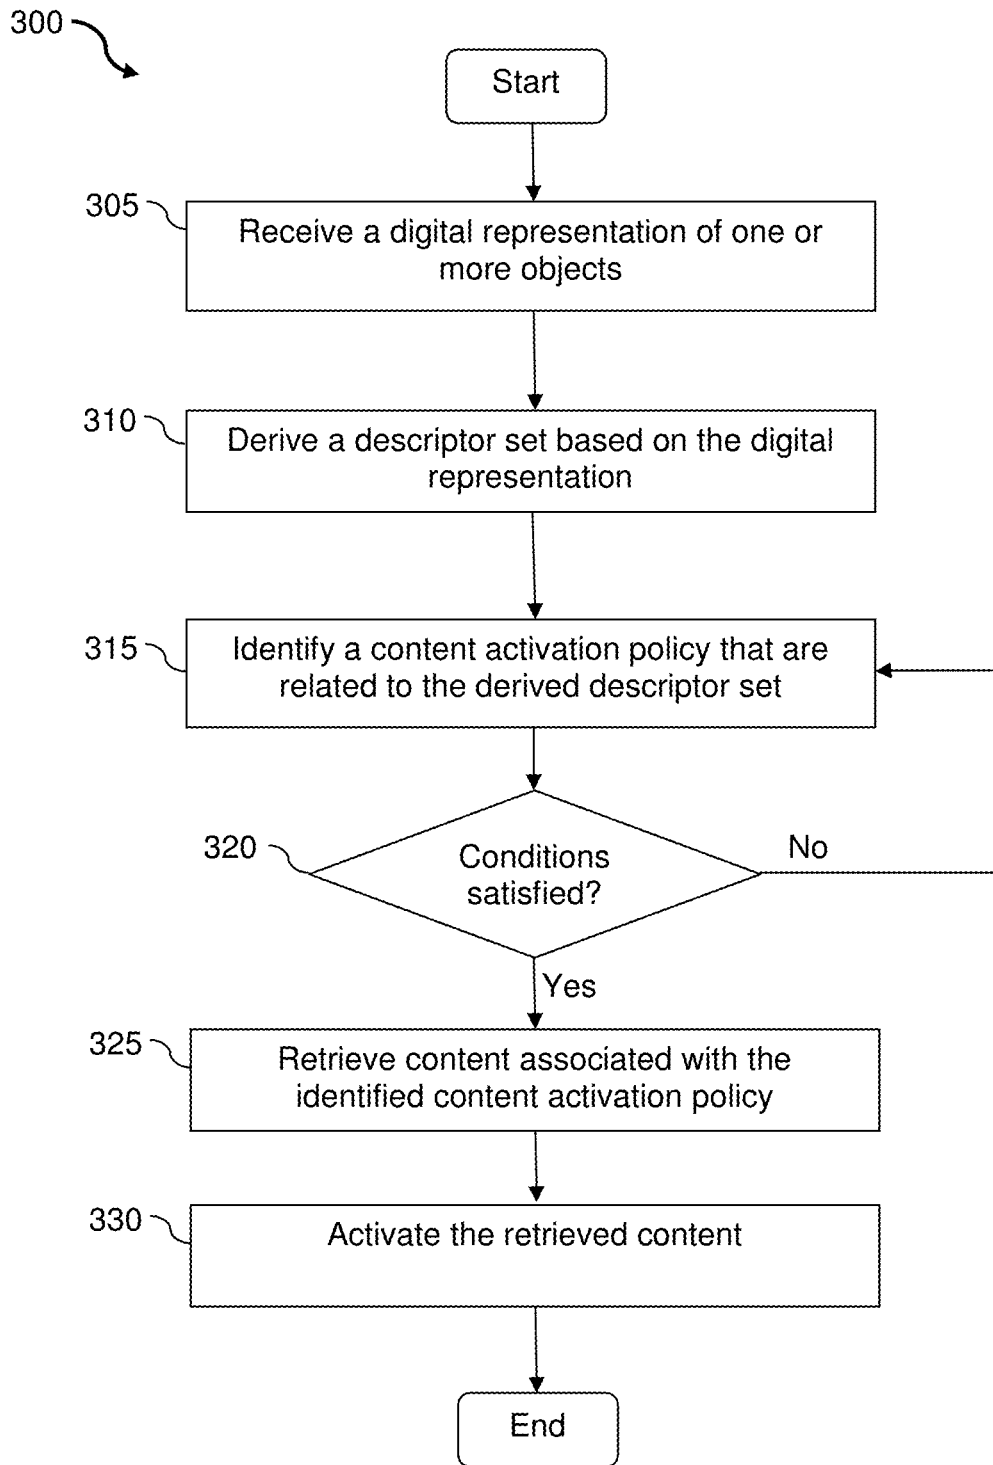 300
Start
305
Receive a digital representation of one or
more objects
310
Derive a descriptor set based on the digital
representation
315
Identify a content activation policy that are
related to the derived descriptor set
320
Conditions
satisfied?
No
Yes
325
Retrieve content associated with the
identified content activation policy
330
Activate the retrieved content
End